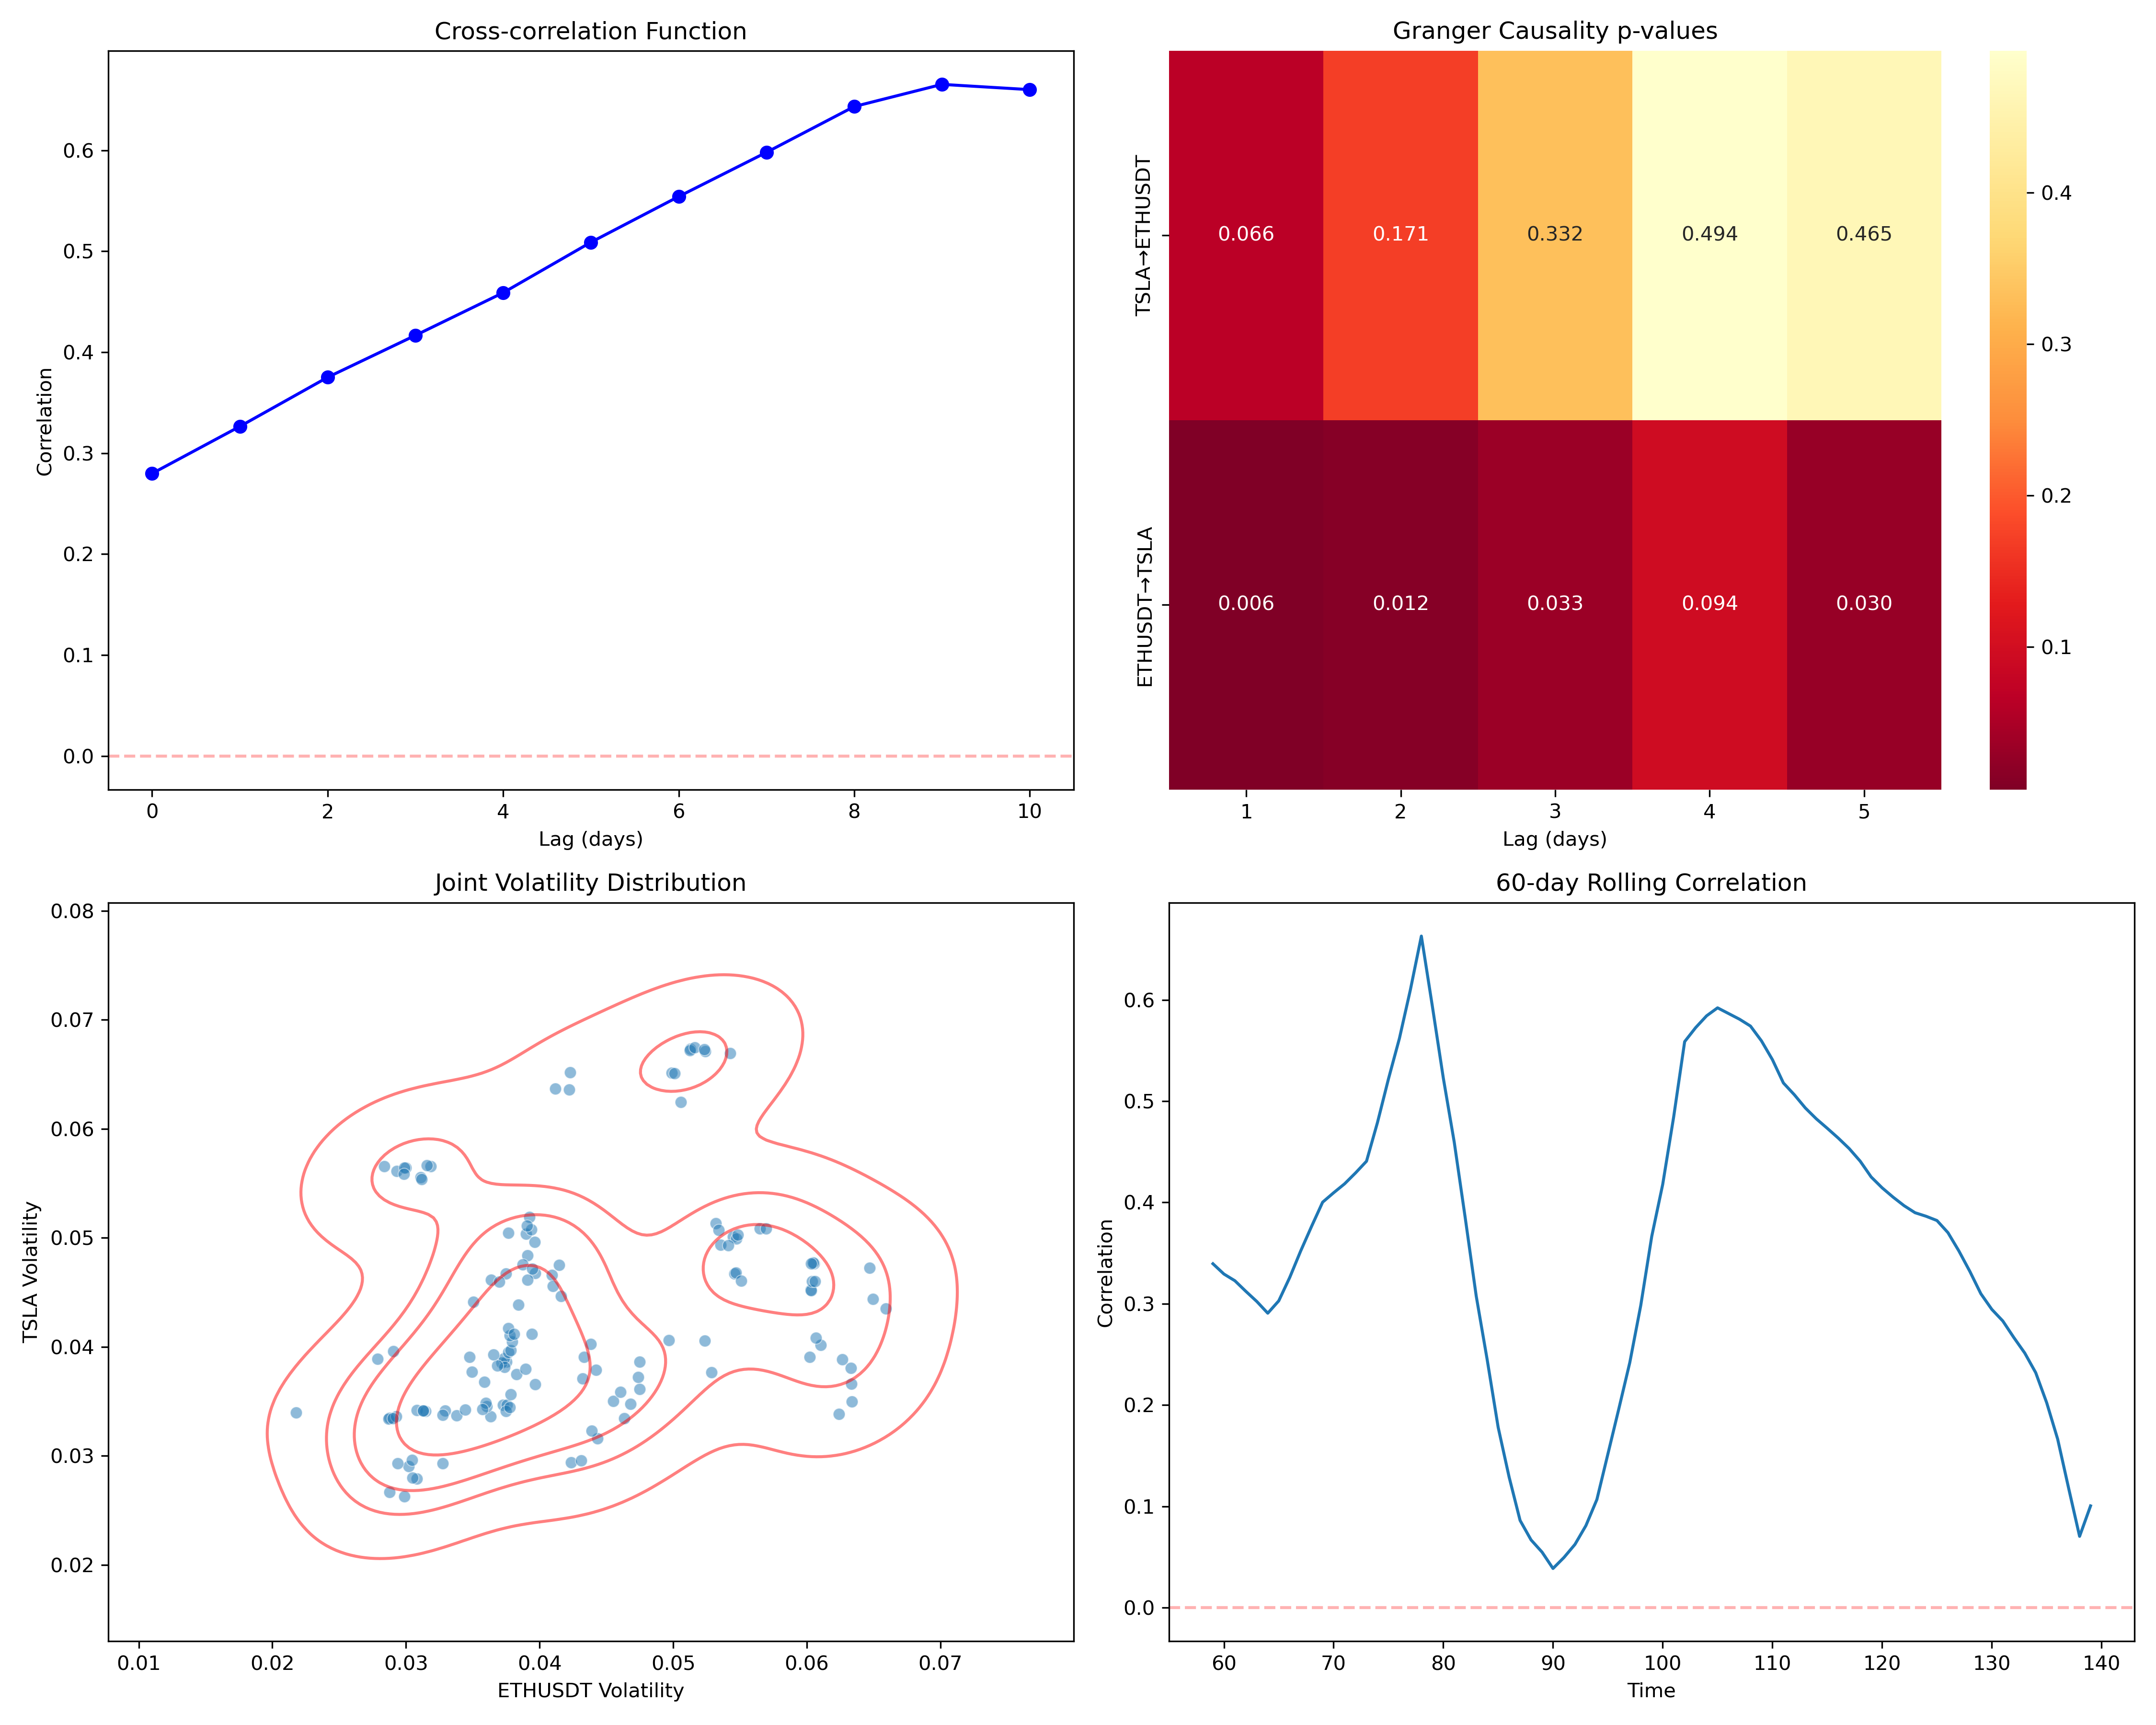 Cross-correlation Function
Correlation
0.6
0.5
0.4
0.3
0.2
0.1
0.0
0 2 4 6 8 10
Lag (days)
Granger Causality p-values
TSLA→ETHUSDT
0.066 0.171 0.332 0.494 0.465
ETHUSDT→TSLA
0.006 0.012 0.033 0.094 0.030
1 2 3 4 5
Lag (days)
0.4
0.3
0.2
0.1
Joint Volatility Distribution
TSLA Volatility
0.08
0.07
0.06
0.05
0.04
0.03
0.02
0.01 0.02 0.03 0.04 0.05 0.06 0.07
ETHUSDT Volatility
60-day Rolling Correlation
Correlation
0.6
0.5
0.4
0.3
0.2
0.1
0.0
60 70 80 90 100 110 120 130 140
Time